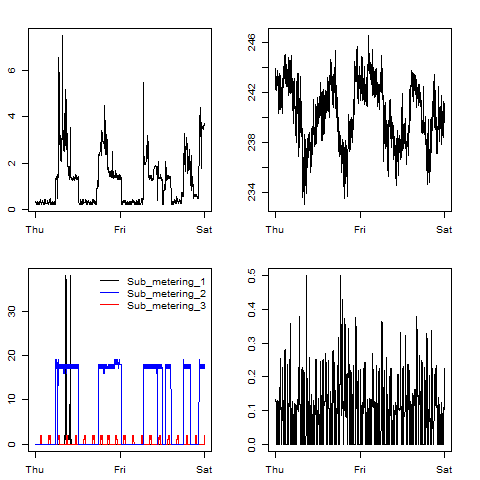 6
4
2
0
Thu Fri Sat
246
242
238
234
Thu Fri Sat
30
20
10
0
Sub_metering_1
Sub_metering_2
Sub_metering_3
Thu Fri Sat
0.5
0.4
0.3
0.2
0.1
0.0
Thu Fri Sat